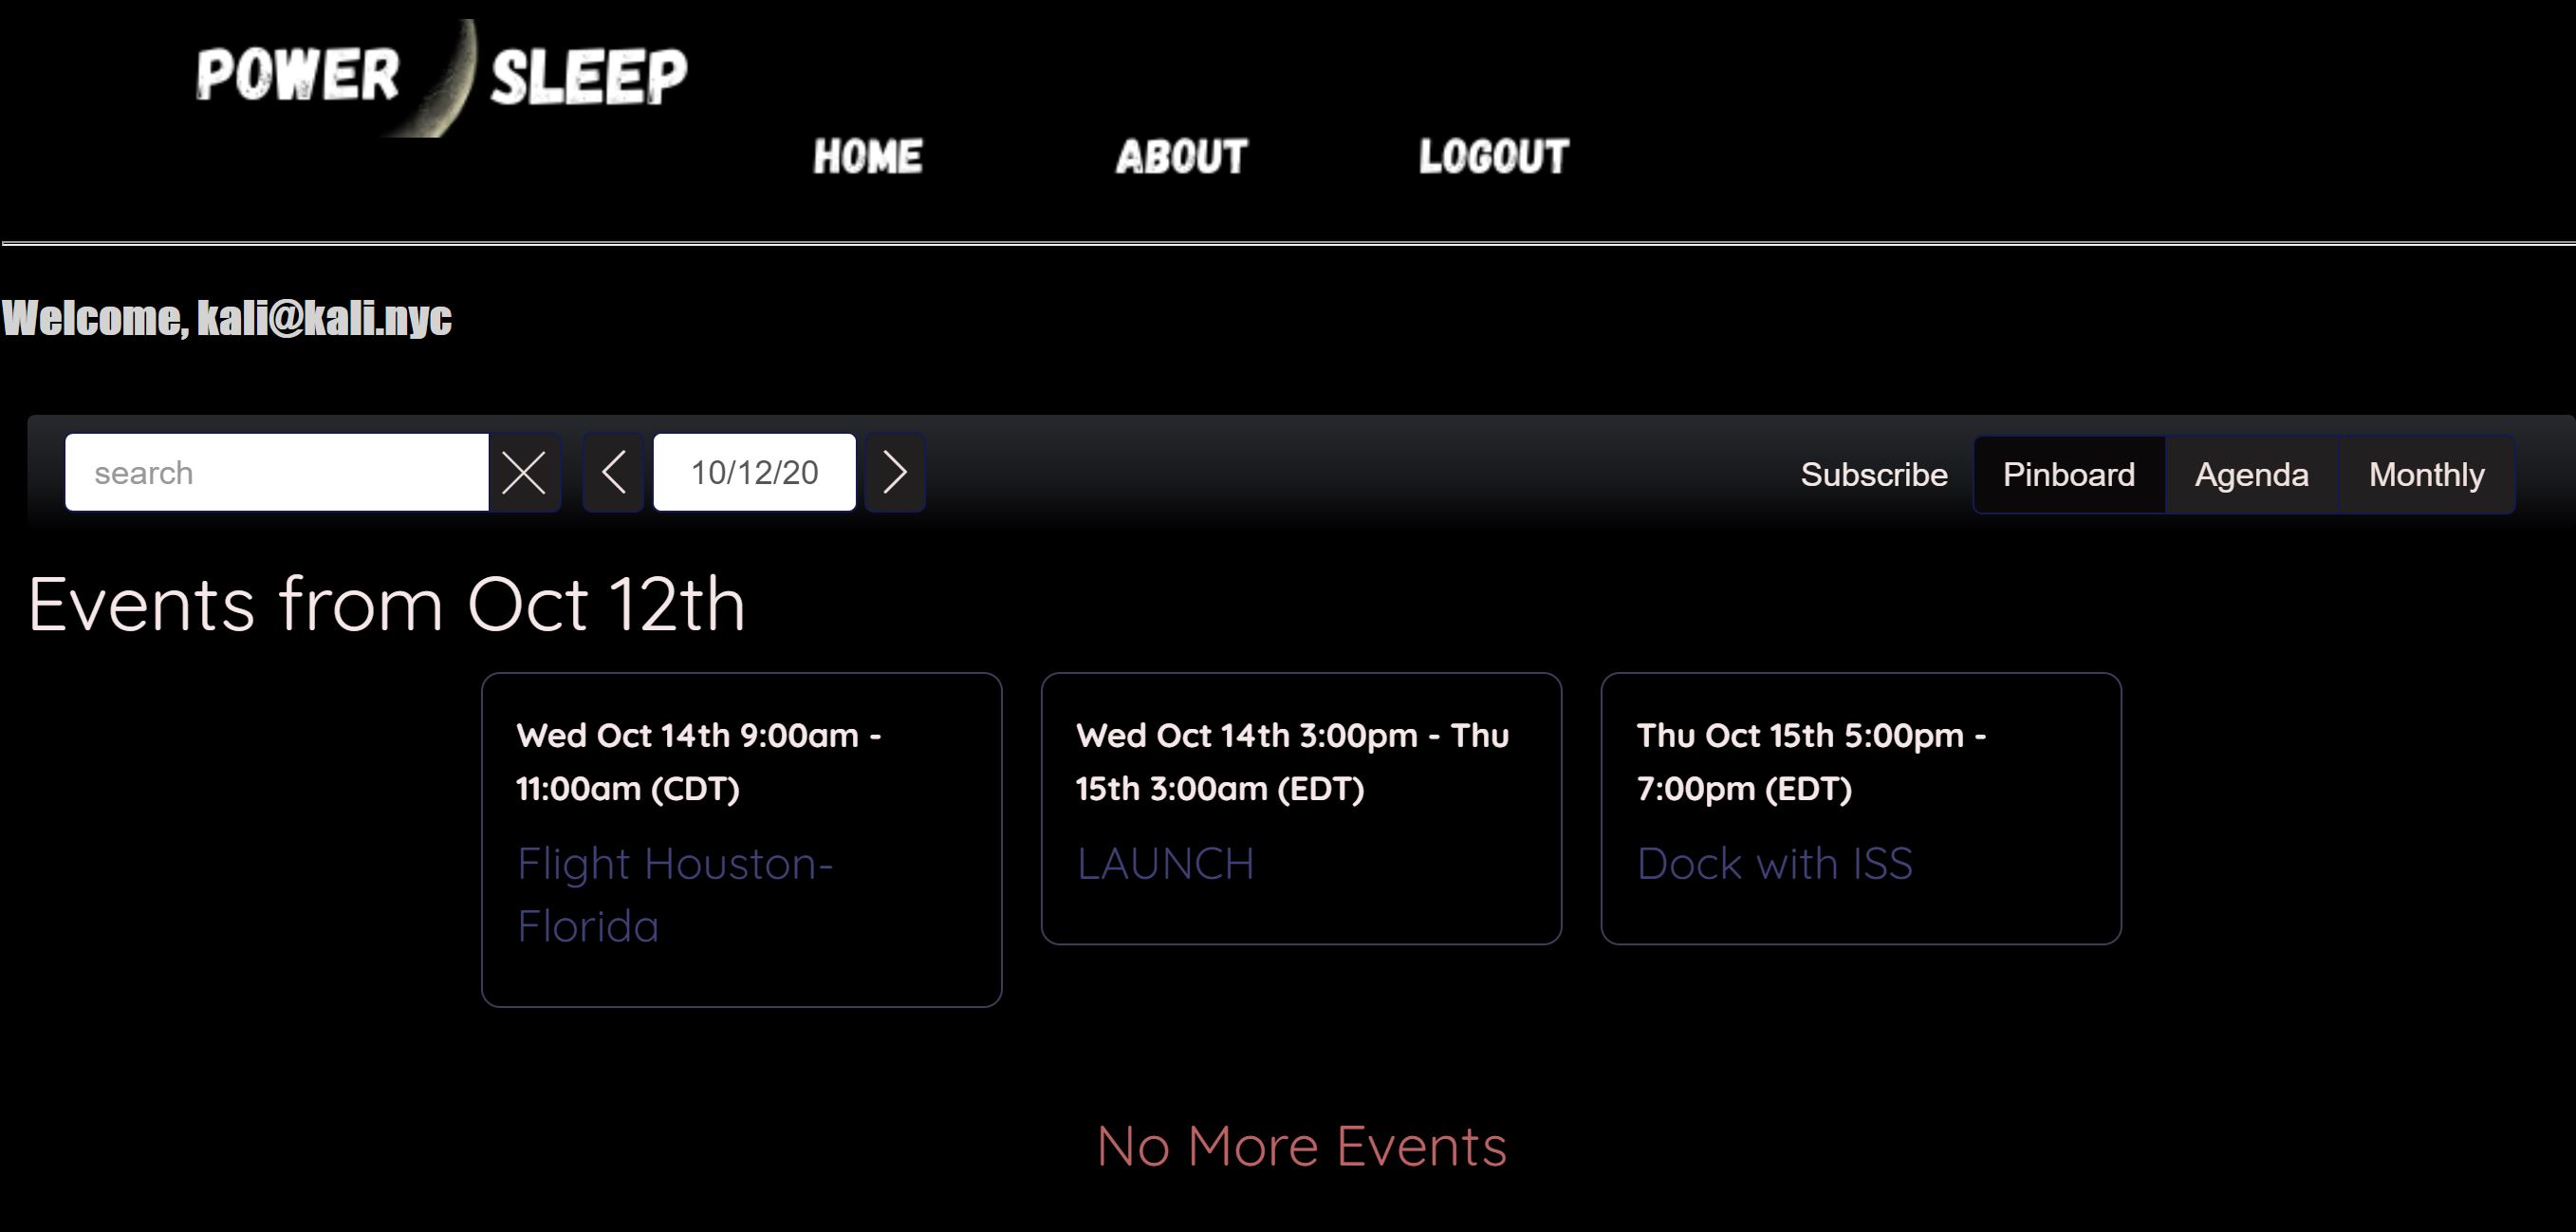 POWER SLEEP
HOME ABOUT LOGOUT
Welcome, kali@kali.nyc
search 10/12/20 Subscribe Pinboard Agenda Monthly
Events from Oct 12th
Wed Oct 14th 9:00am -
11:00am (CDT)
Flight Houston-
Florida
Wed Oct 14th 3:00pm - Thu
15th 3:00am (EDT)
LAUNCH
Thu Oct 15th 5:00pm -
7:00pm (EDT)
Dock with ISS
No More Events